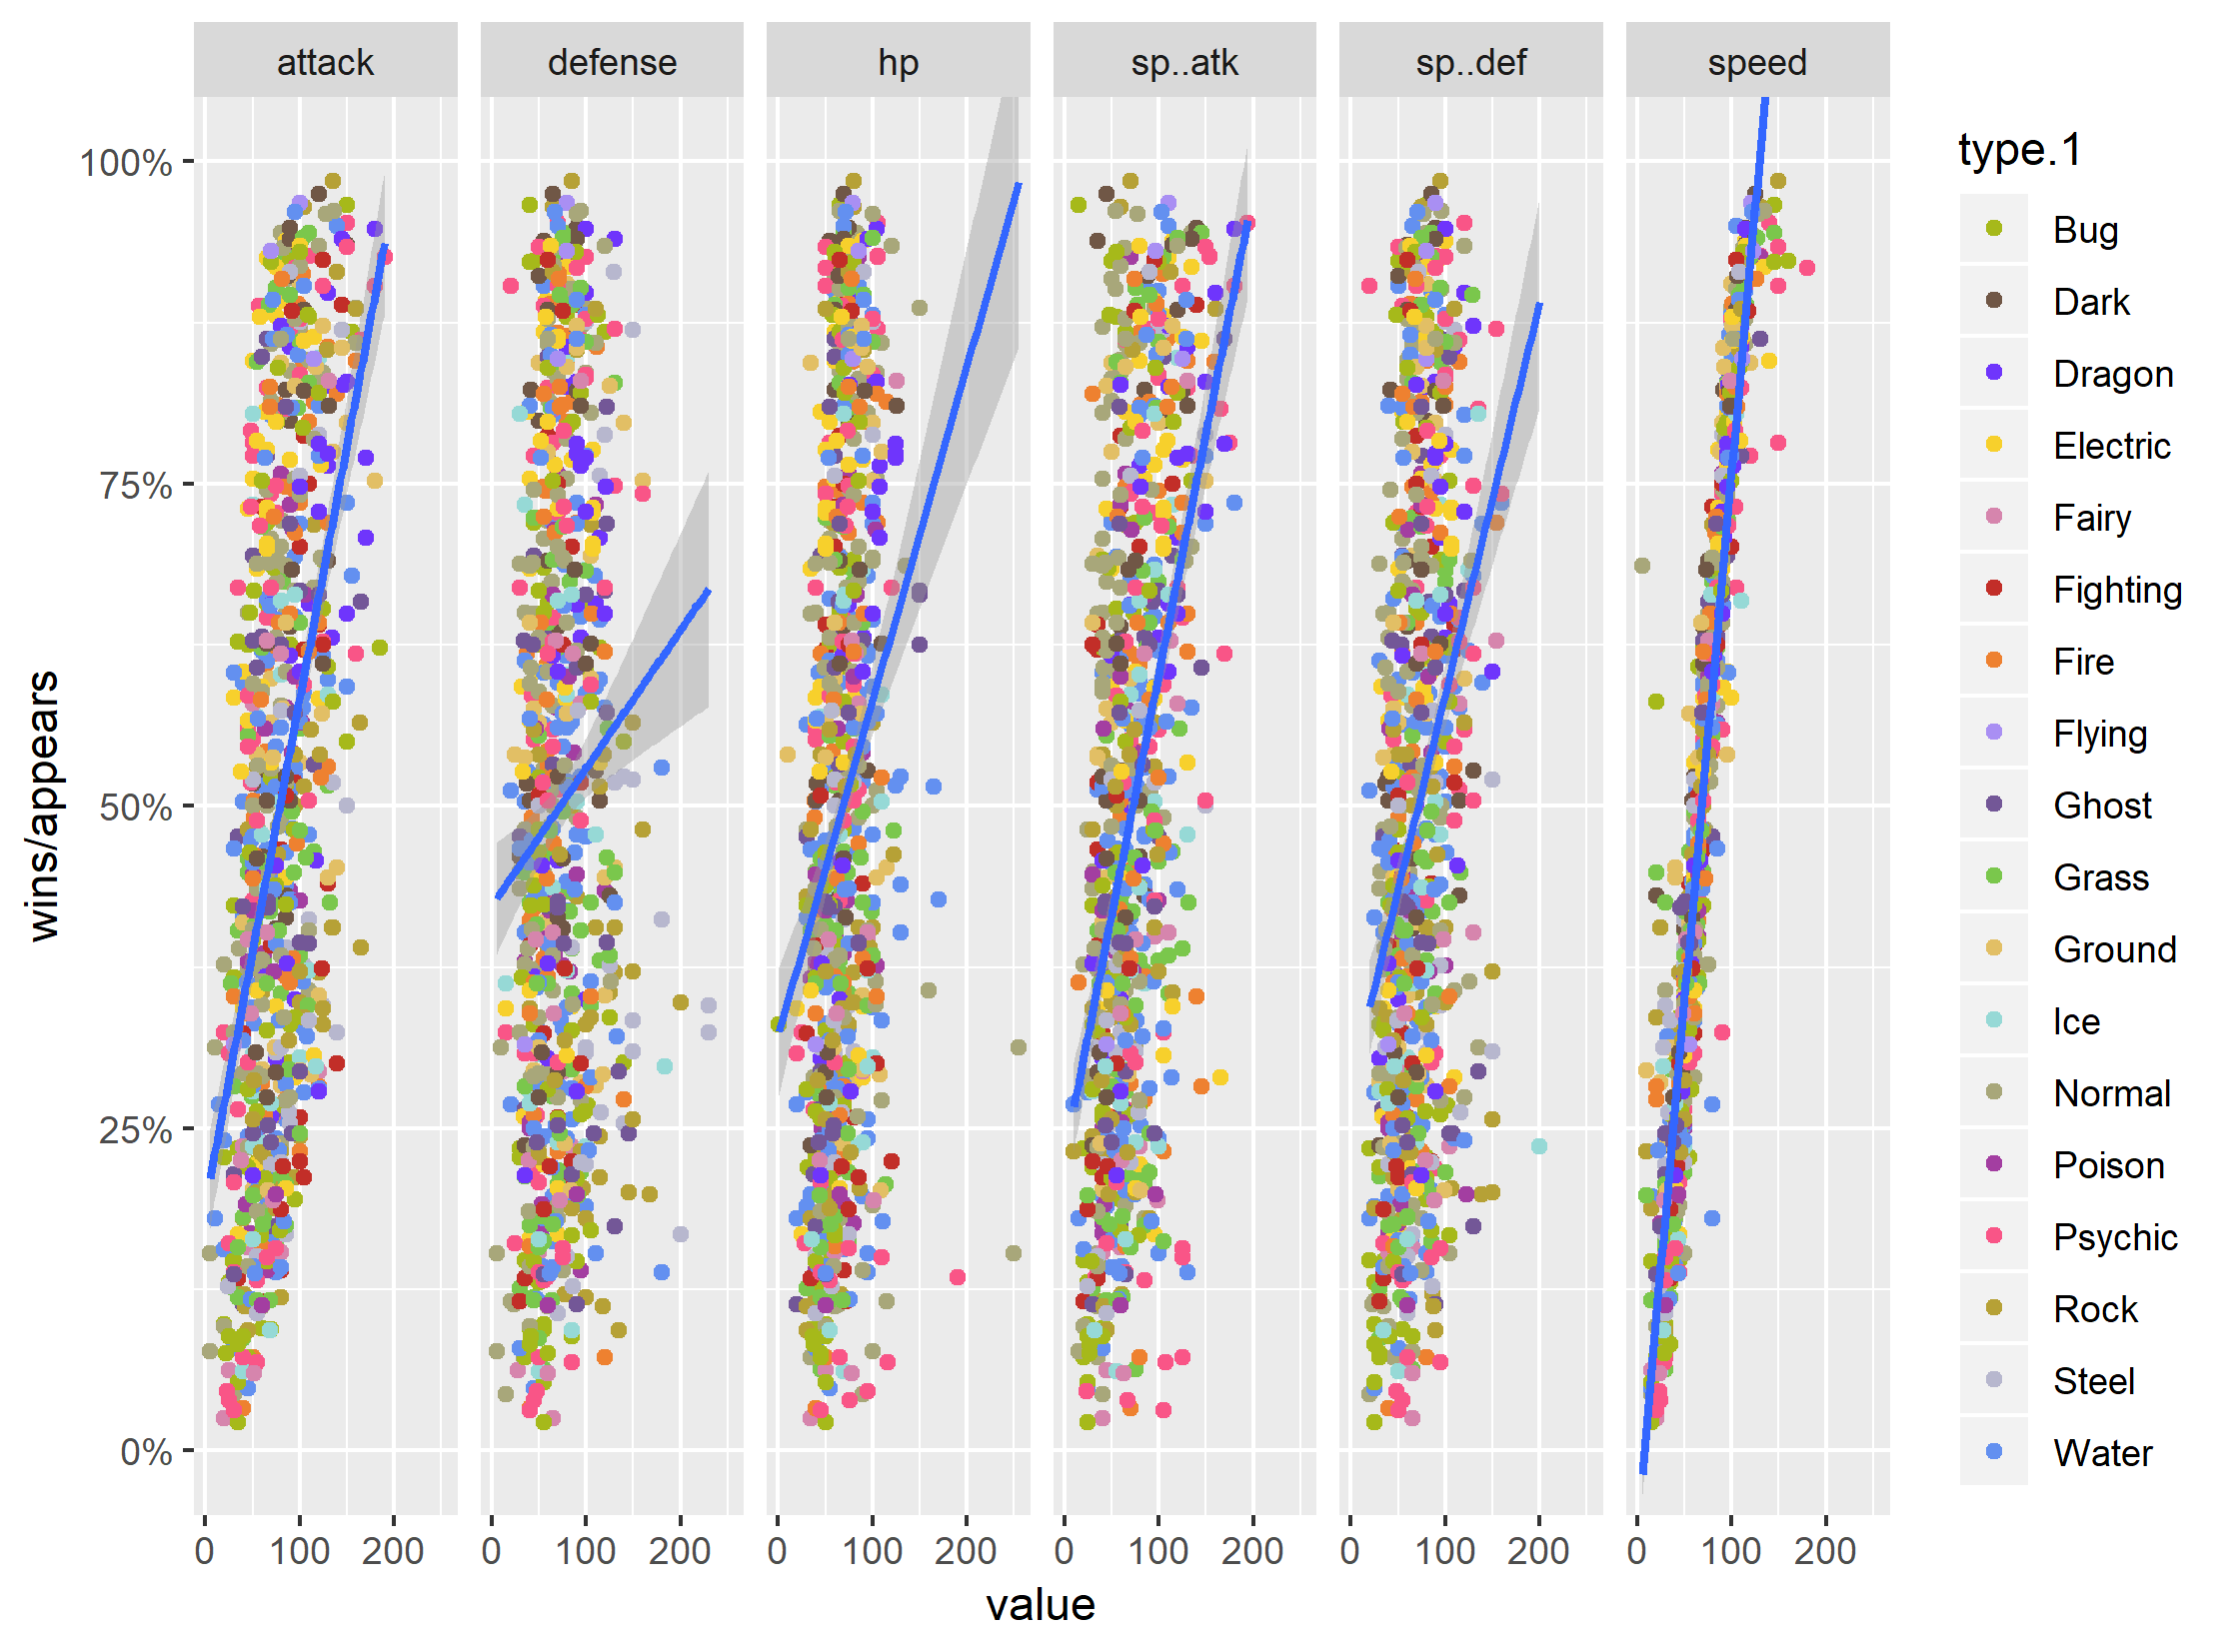 attack defense hp sp..atk sp..def speed
type.1
Bug
Dark
Dragon
Electric
Fairy
Fighting
Fire
Flying
Ghost
Grass
Ground
Ice
Normal
Poison
Psychic
Rock
Steel
Water
wins/appears
100%
75%
50%
25%
0%
0 100 200 0 100 200 0 100 200 0 100 200 0 100 200 0 100 200
value